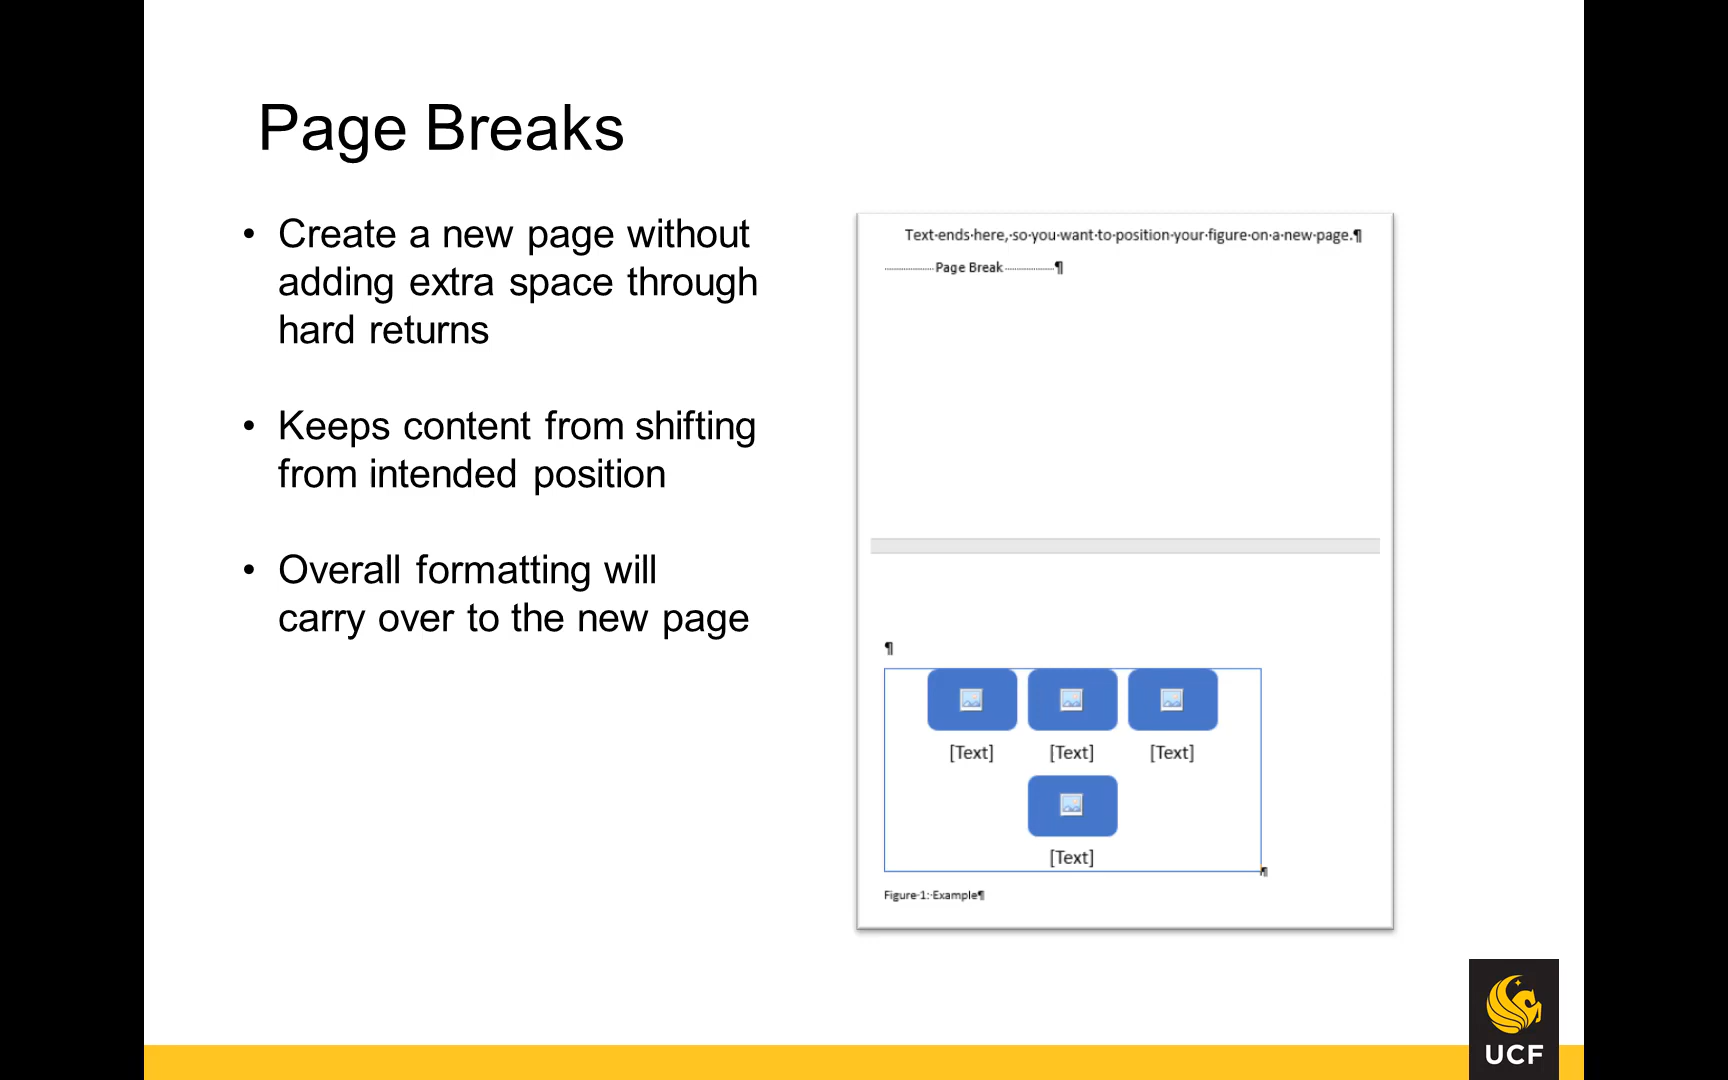 Page Breaks
• Create a new page without
adding extra space through
hard returns
• Keeps content from shifting
from intended position
• Overall formatting will
carry over to the new page
Text·ends·here,·so·you·want·to·position·your·figure·on·a·new·page.¶
Page Break¶
¶
[Text] [Text] [Text]
[Text]
¶
Figure·1:·Example¶
UCF